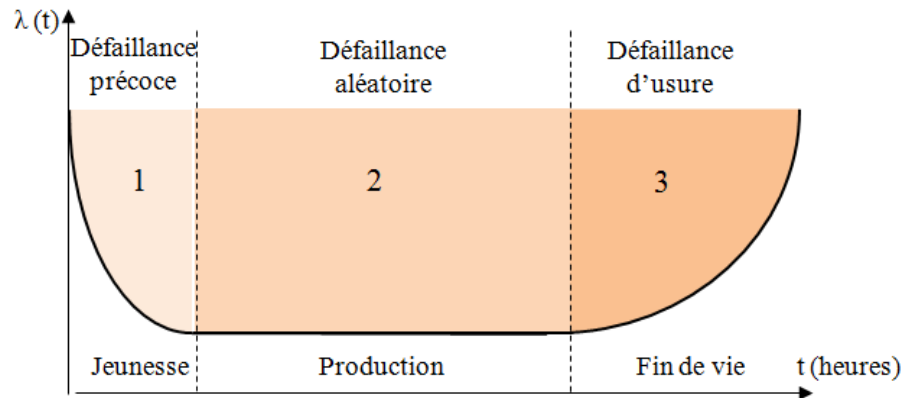 λ (t)
Défaillance
précoce
Défaillance
aléatoire
Défaillance
d’usure
1
2
3
Jeunesse
Production
Fin de vie
t (heures)